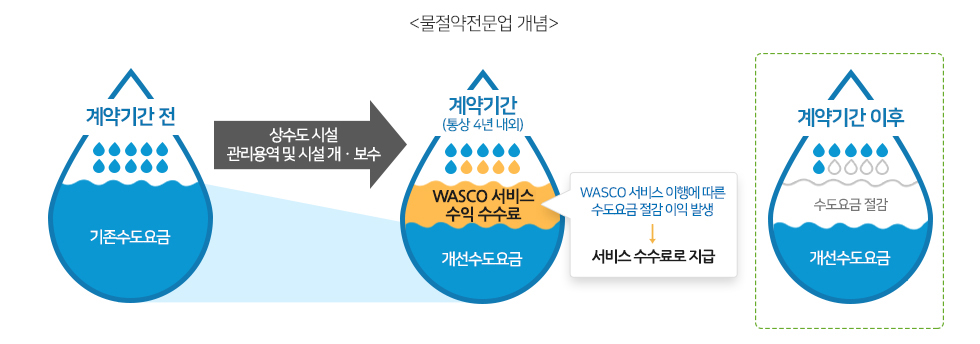 <물절약전문업 개념>
계약기간 전
기존수도요금
상수도 시설
관리용역 및 시설 개 · 보수
계약기간
(통상 4년 내외)
WASCO 서비스
수익 수수료
개선수도요금
WASCO 서비스 이행에 따른
수도요금 절감 이익 발생
서비스 수수료로 지급
계약기간 이후
수도요금 절감
개선수도요금